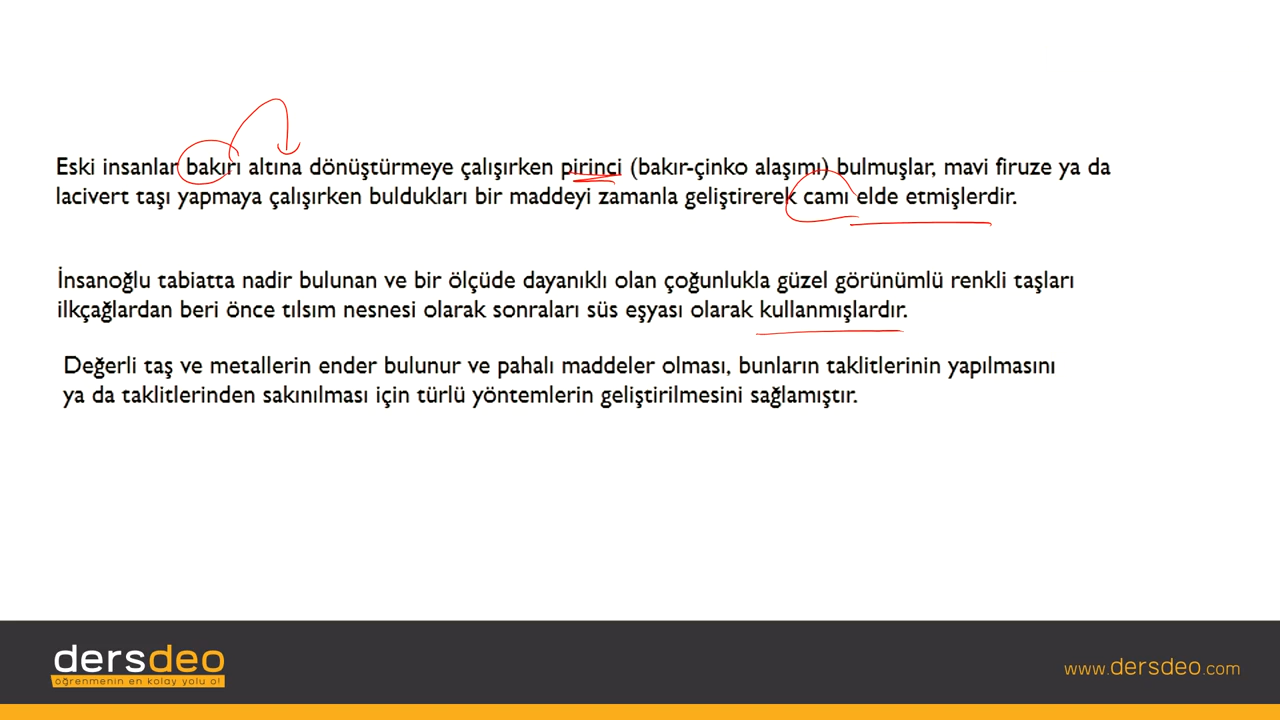 Eski insanlar bakırı altına dönüştürmeye çalışırken pirinci (bakır-çinko alaşımı) bulmuşlar, mavi firuze ya da
lacivert taşı yapmaya çalışırken buldukları bir maddeyi zamanla geliştirerek camı elde etmişlerdir.
İnsanoğlu tabiatta nadir bulunan ve bir ölçüde dayanıklı olan çoğunlukla güzel görünümlü renkli taşları
ilkçağlardan beri önce tılsım nesnesi olarak sonraları süs eşyası olarak kullanmışlardır.
Değerli taş ve metallerin ender bulunur ve pahalı maddeler olması, bunların taklitlerinin yapılmasını
ya da taklitlerinden sakınılması için türlü yöntemlerin geliştirilmesini sağlamıştır.
dersdeo
öğrenmenin en kolay yolu o!
www.dersdeo.com